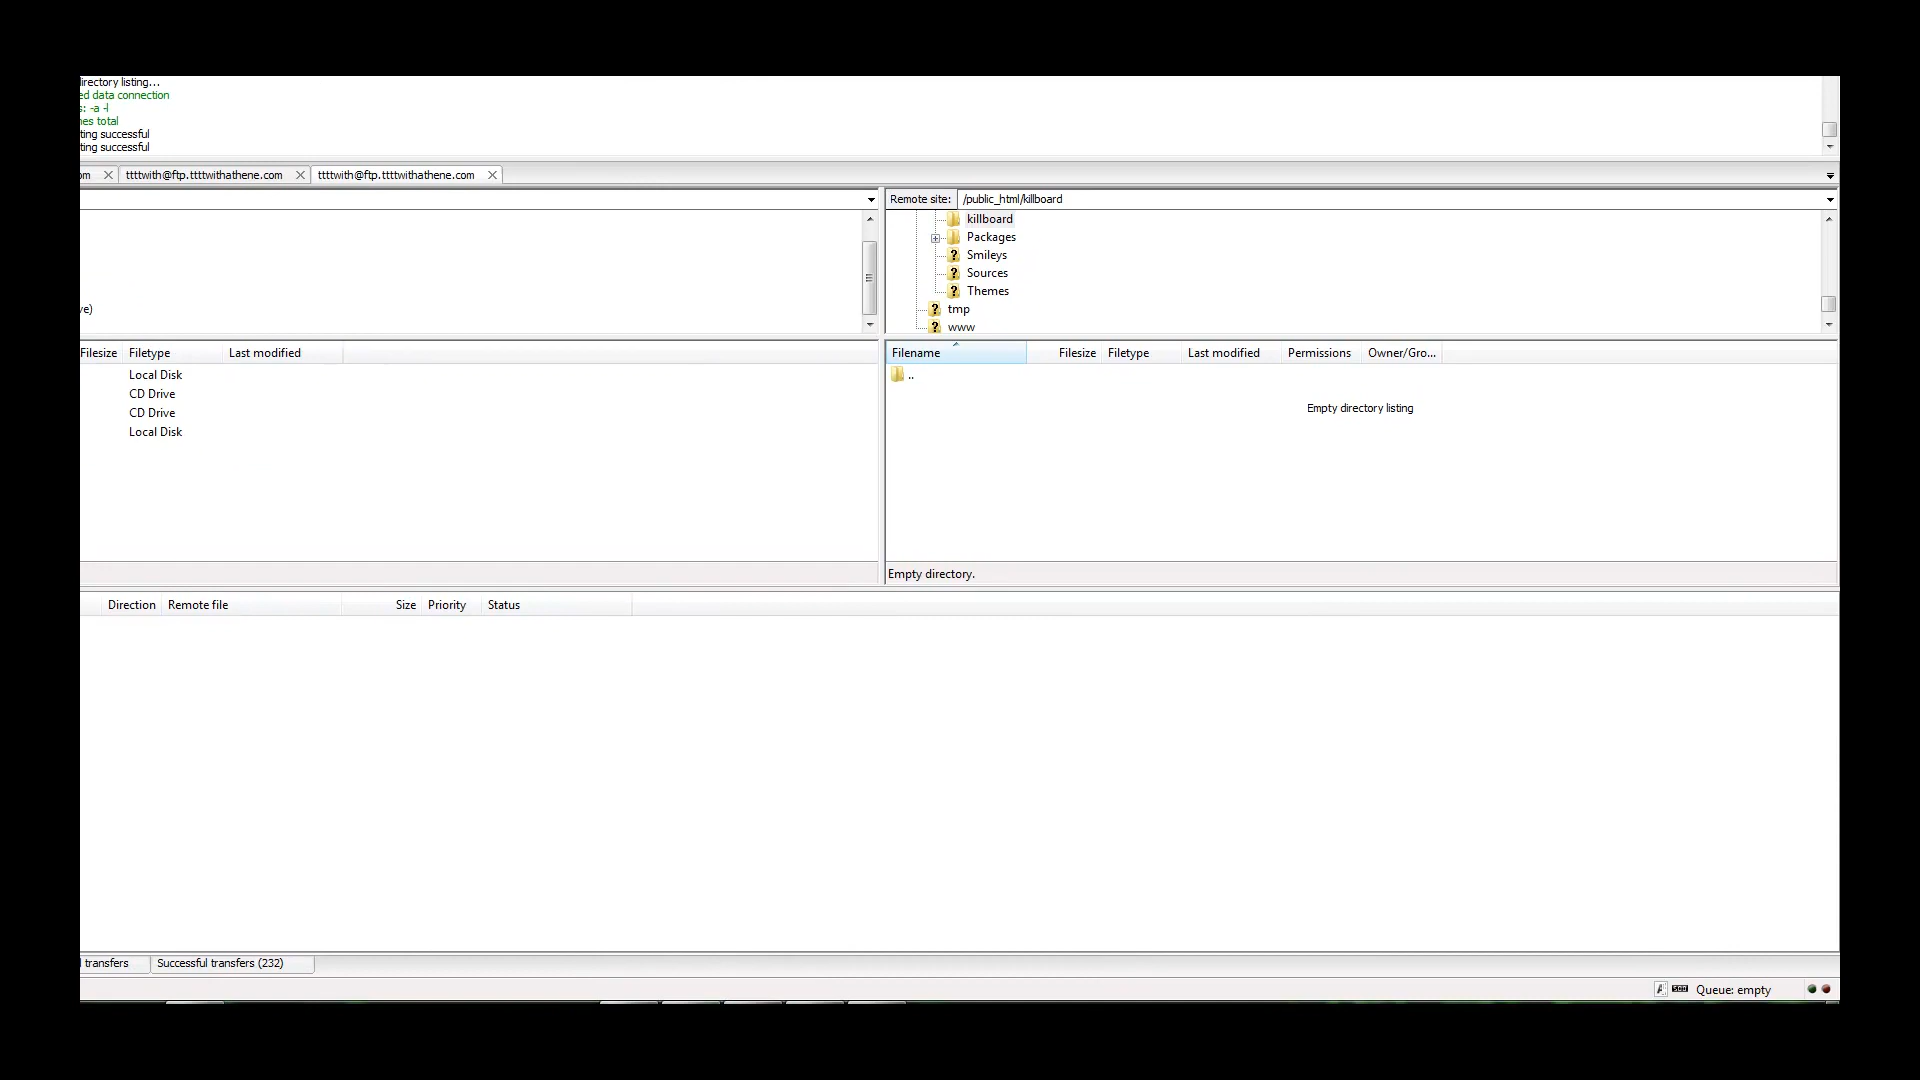 irectory listing...
ed data connection
s: -a -l
hes total
ting successful
ting successful
om
ttttwith@ftp.ttttwithathene.com
ttttwith@ftp.ttttwithathene.com
Remote site: /public_html/killboard
killboard
Packages
Smileys
Sources
Themes
ve)
tmp
www
Filesize Filetype Last modified
Local Disk
CD Drive
CD Drive
Local Disk
Filename Filesize Filetype Last modified Permissions Owner/Gro...
..
Empty directory listing
Empty directory.
Direction Remote file Size Priority Status
transfers
Successful transfers (232)
Queue: empty